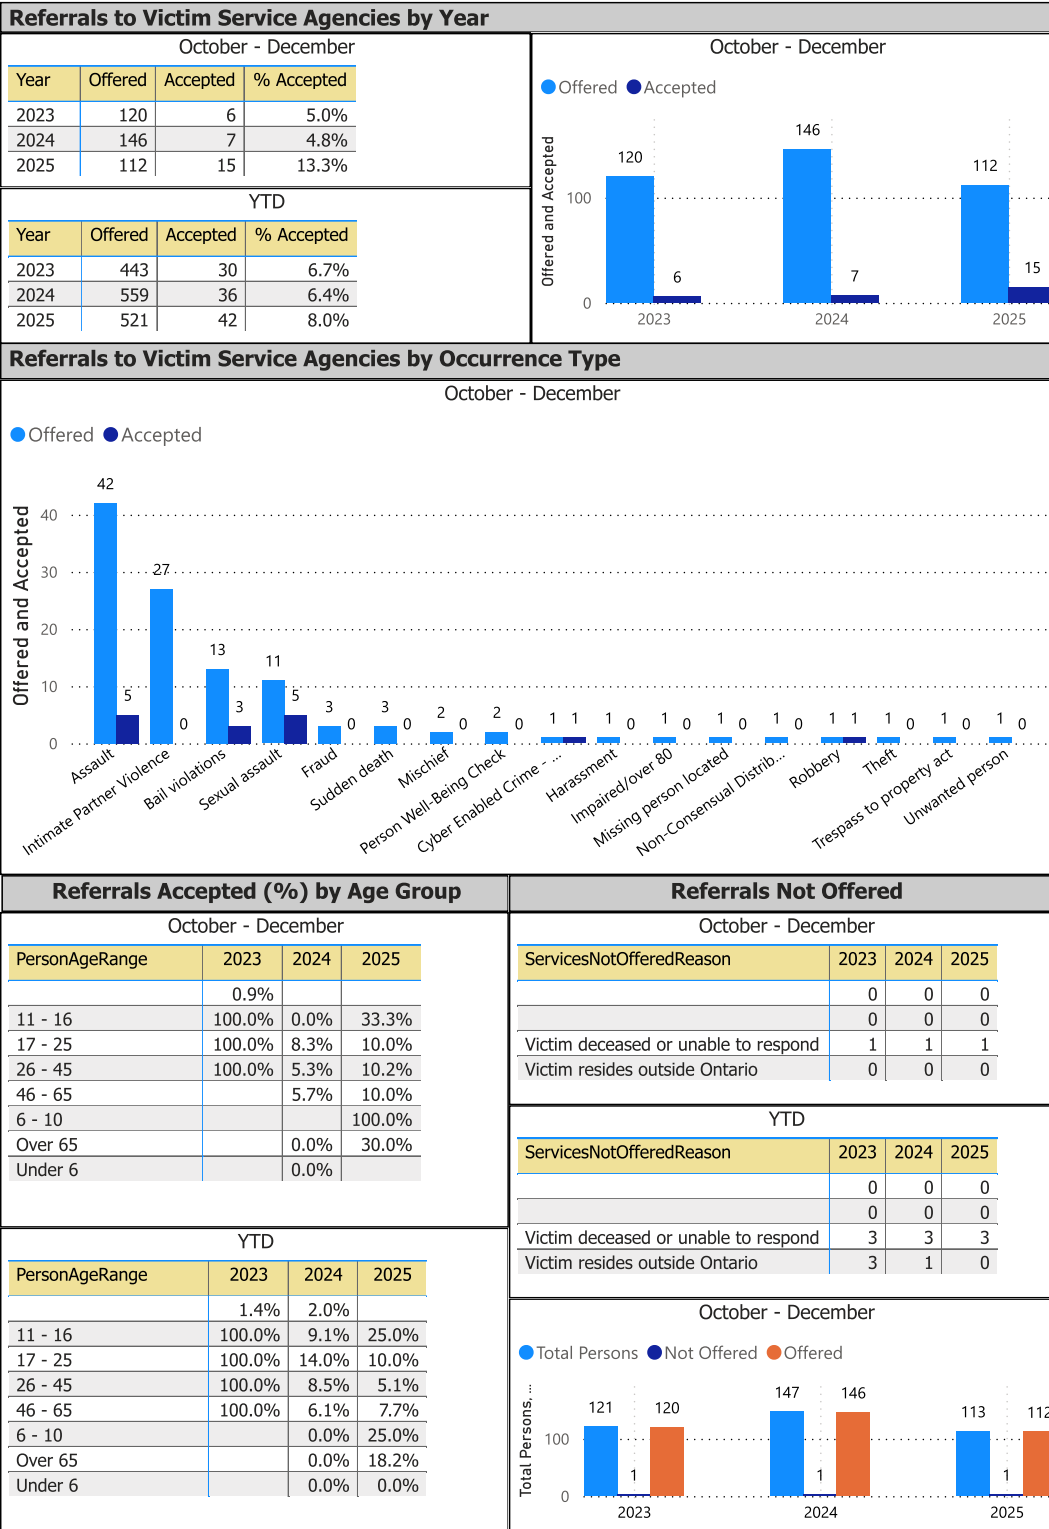 Referrals to Victim Service Agencies by Year
October - December
Year Offered Accepted % Accepted
2023 120 6 5.0%
2024 146 7 4.8%
2025 112 15 13.3%
YTD
Year Offered Accepted % Accepted
2023 443 30 6.7%
2024 559 36 6.4%
2025 521 42 8.0%
October - December
Offered Accepted
Offered and Accepted
100
0
120
6
146
7
112
15
2023 2024 2025
Referrals to Victim Service Agencies by Occurrence Type
October - December
Offered Accepted
Offered and Accepted
40
30
20
10
0
42 5
27 0
13 3
11 5
3 0
3 0
2 0
2 0
1 1
1 0
1 0
1 0
1 0
1 1
1 0
1 0
1 0
Assault
Intimate Partner Violence
Bail violations
Sexual assault
Fraud
Sudden death
Mischief
Person Well-Being Check
Cyber Enabled Crime - ...
Harassment
Impaired/over 80
Missing person located
Non-Consensual Distrib...
Robbery
Theft
Trespass to property act
Unwanted person
Referrals Accepted (%) by Age Group
October - December
PersonAgeRange 2023 2024 2025
0.9%
11 - 16 100.0% 0.0% 33.3%
17 - 25 100.0% 8.3% 10.0%
26 - 45 100.0% 5.3% 10.2%
46 - 65 5.7% 10.0%
6 - 10 100.0%
Over 65 0.0% 30.0%
Under 6 0.0%
YTD
PersonAgeRange 2023 2024 2025
1.4% 2.0%
11 - 16 100.0% 9.1% 25.0%
17 - 25 100.0% 14.0% 10.0%
26 - 45 100.0% 8.5% 5.1%
46 - 65 100.0% 6.1% 7.7%
6 - 10 0.0% 25.0%
Over 65 0.0% 18.2%
Under 6 0.0% 0.0%
Referrals Not Offered
October - December
ServicesNotOfferedReason 2023 2024 2025
0 0 0
0 0 0
Victim deceased or unable to respond 1 1 1
Victim resides outside Ontario 0 0 0
YTD
ServicesNotOfferedReason 2023 2024 2025
0 0 0
0 0 0
Victim deceased or unable to respond 3 3 3
Victim resides outside Ontario 3 1 0
October - December
Total Persons Not Offered Offered
Total Persons, ...
100
0
121 1 120
147 1 146
113 1 112
2023 2024 2025